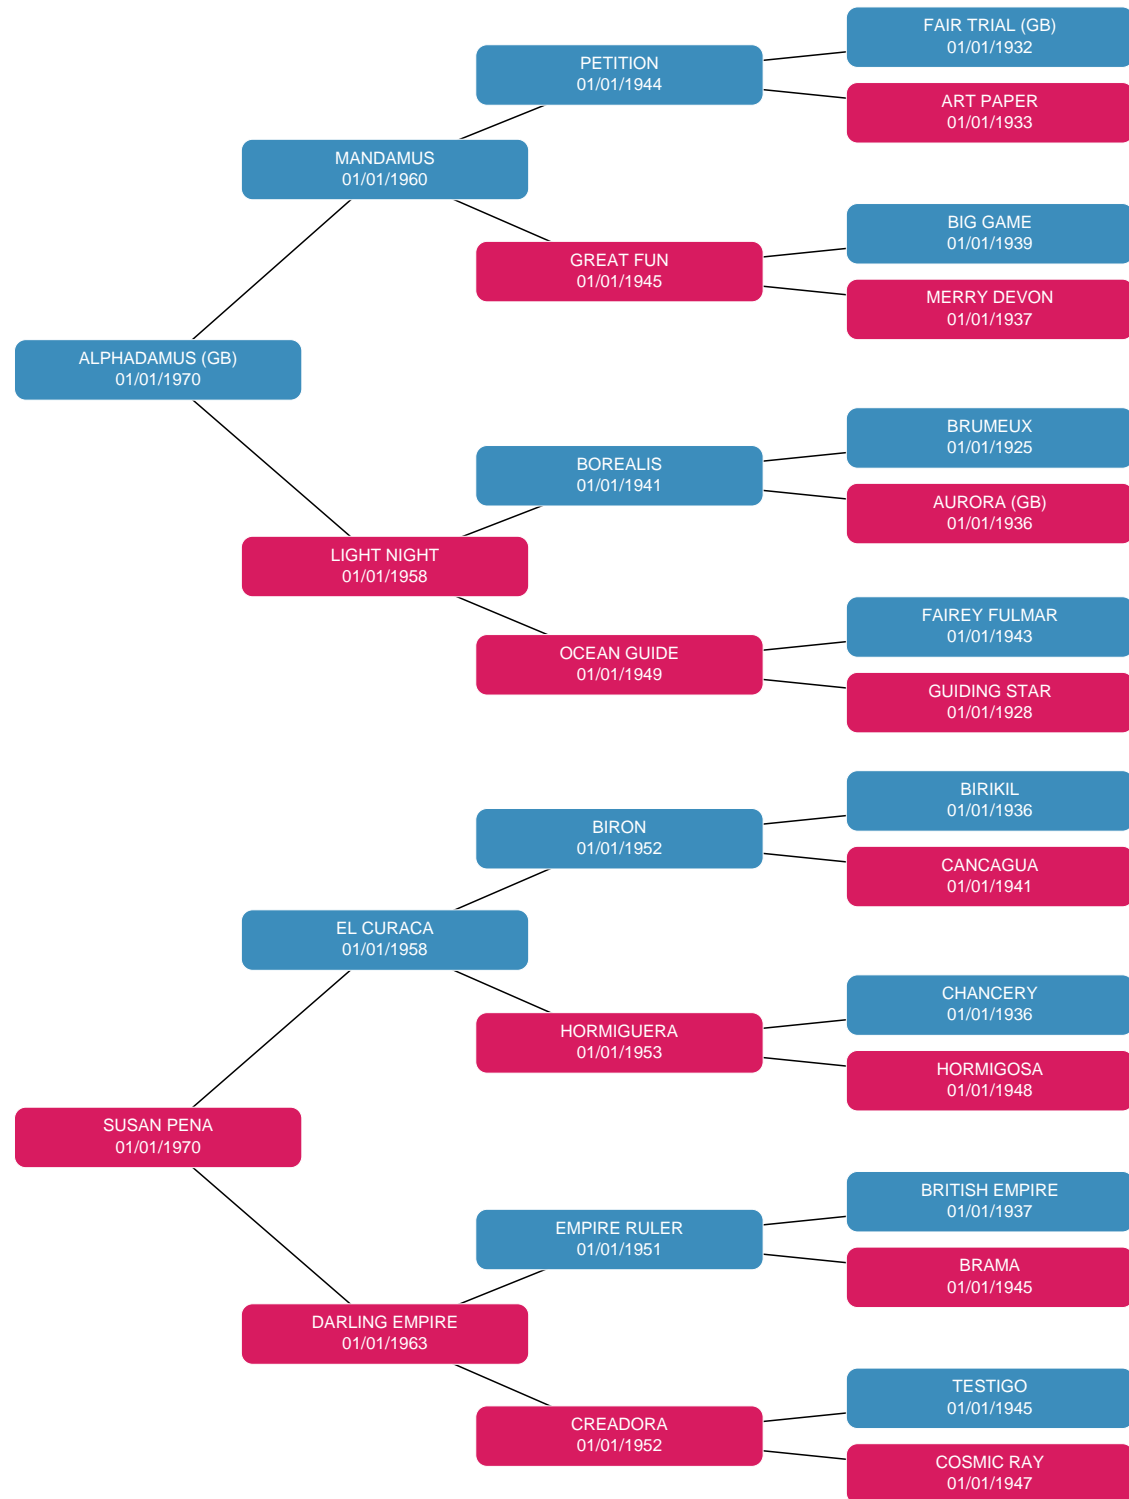 FAIR TRIAL (GB)
01/01/1932
PETITION
01/01/1944
ART PAPER
01/01/1933
MANDAMUS
01/01/1960
BIG GAME
01/01/1939
GREAT FUN
01/01/1945
MERRY DEVON
01/01/1937
ALPHADAMUS (GB)
01/01/1970
BRUMEUX
01/01/1925
BOREALIS
01/01/1941
AURORA (GB)
01/01/1936
LIGHT NIGHT
01/01/1958
FAIREY FULMAR
01/01/1943
OCEAN GUIDE
01/01/1949
GUIDING STAR
01/01/1928
BIRIKIL
01/01/1936
BIRON
01/01/1952
CANCAGUA
01/01/1941
EL CURACA
01/01/1958
CHANCERY
01/01/1936
HORMIGUERA
01/01/1953
HORMIGOSA
01/01/1948
SUSAN PENA
01/01/1970
BRITISH EMPIRE
01/01/1937
EMPIRE RULER
01/01/1951
BRAMA
01/01/1945
DARLING EMPIRE
01/01/1963
TESTIGO
01/01/1945
CREADORA
01/01/1952
COSMIC RAY
01/01/1947